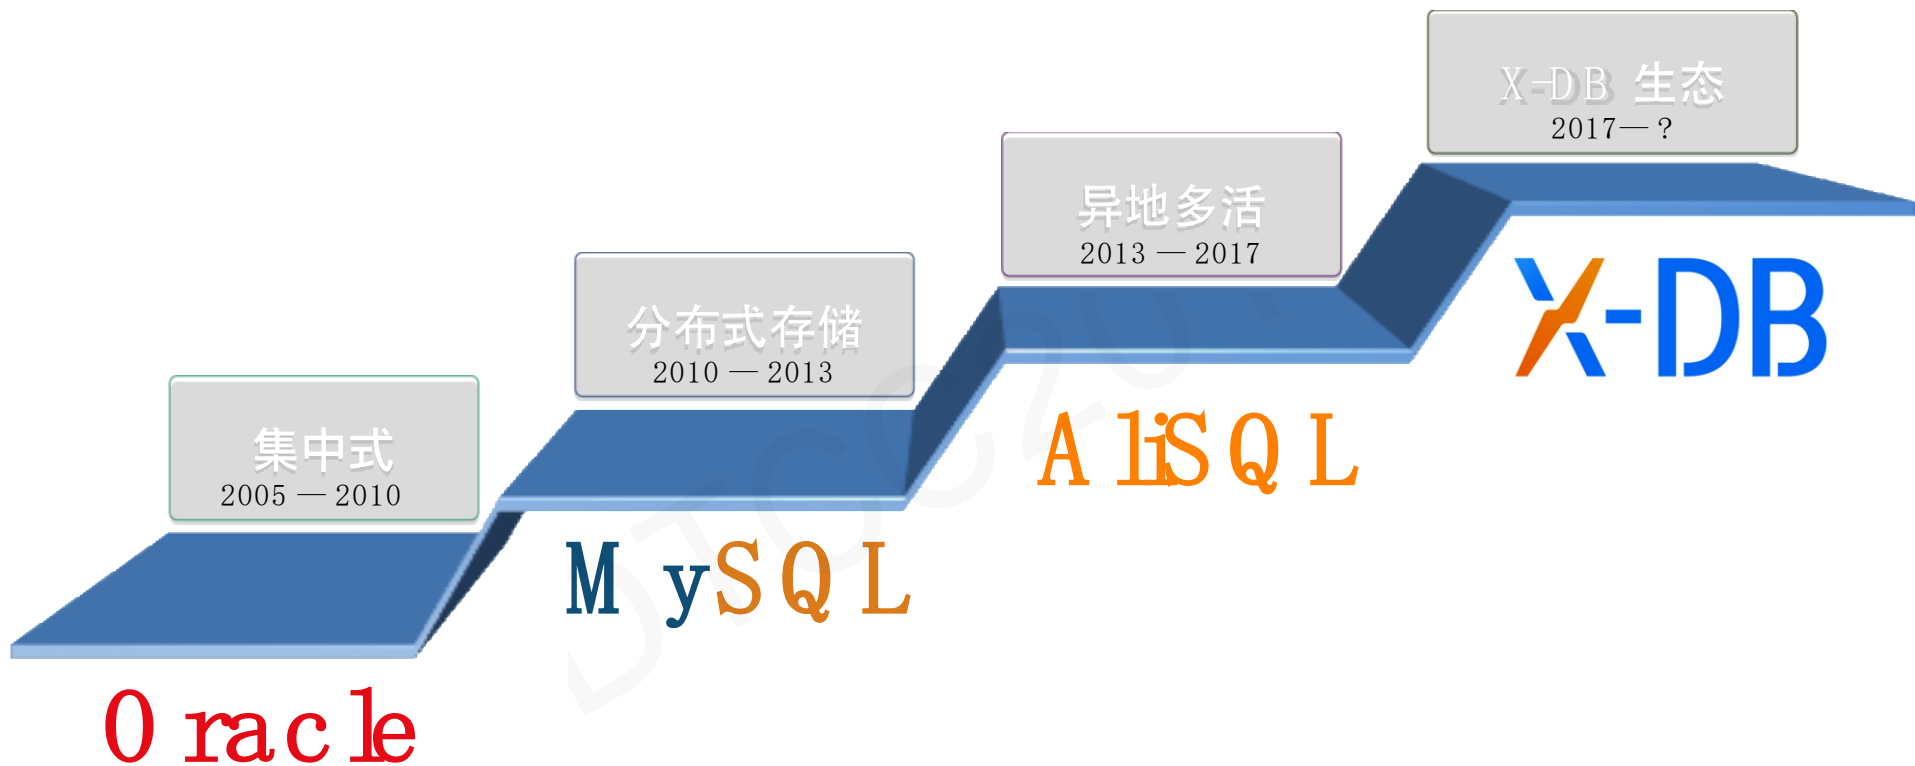 X-DB 生态
2017—?
异地多活
2013 — 2017
X-DB
分布式存储
2010 — 2013
AliSQL
集中式
2005 — 2010
MySQL
Oracle